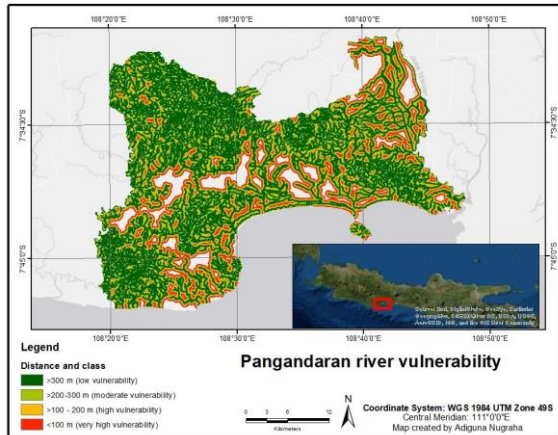 108°20'0"E 108°30'0"E 108°40'0"E 108°50'0"E
7°34'30"S 7°34'30"S
7°45'0"S 7°45'0"S
Legend
Distance and class
>300 m (low vulnerability)
>200-300 m (moderate vulnerability)
>100 - 200 m (high vulnerability)
<100 m (very high vulnerability)
108°20'0"E 108°30'0"E 108°40'0"E 108°50'0"E
Pangandaran river vulnerability
0 3 6 12
Kilometers
N
Coordinate System: WGS 1984 UTM Zone 49S
Central Meridian: 111°0'0"E
Map created by Adiguna Nugraha